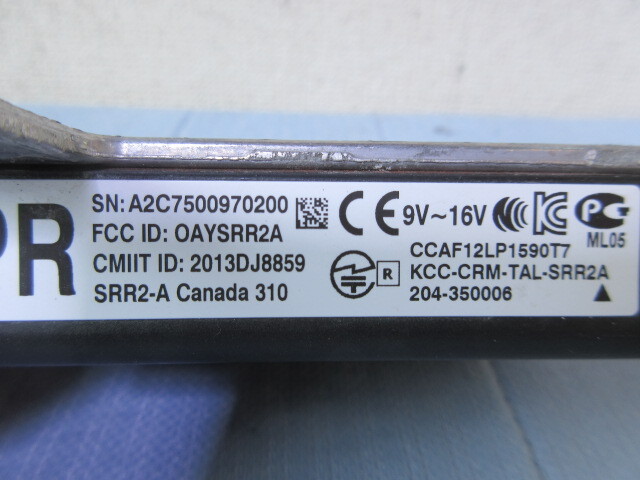 PR
SN: A2C7500970200
FCC ID: OAYSRR2A
CMIIT ID: 2013DJ8859
SRR2-A Canada 310
CE 9V~16V
ML05
CCAF12LP1590T7
R KCC-CRM-TAL-SRR2A
204-350006